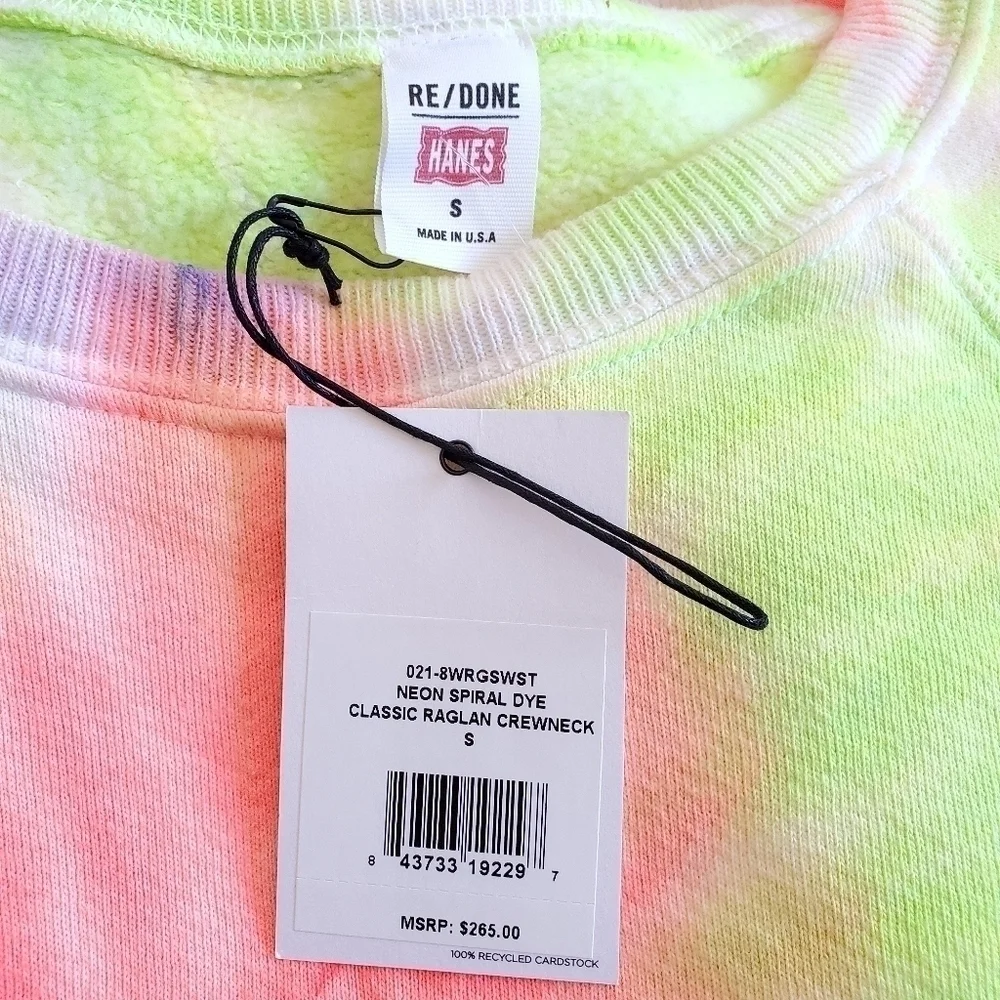 RE/DONE
HANES
S
MADE IN U.S.A
021-8WRGSWST
NEON SPIRAL DYE
CLASSIC RAGLAN CREWNECK
S
8 43733 19229 7
MSRP: $265.00
100% RECYCLED CARDSTOCK